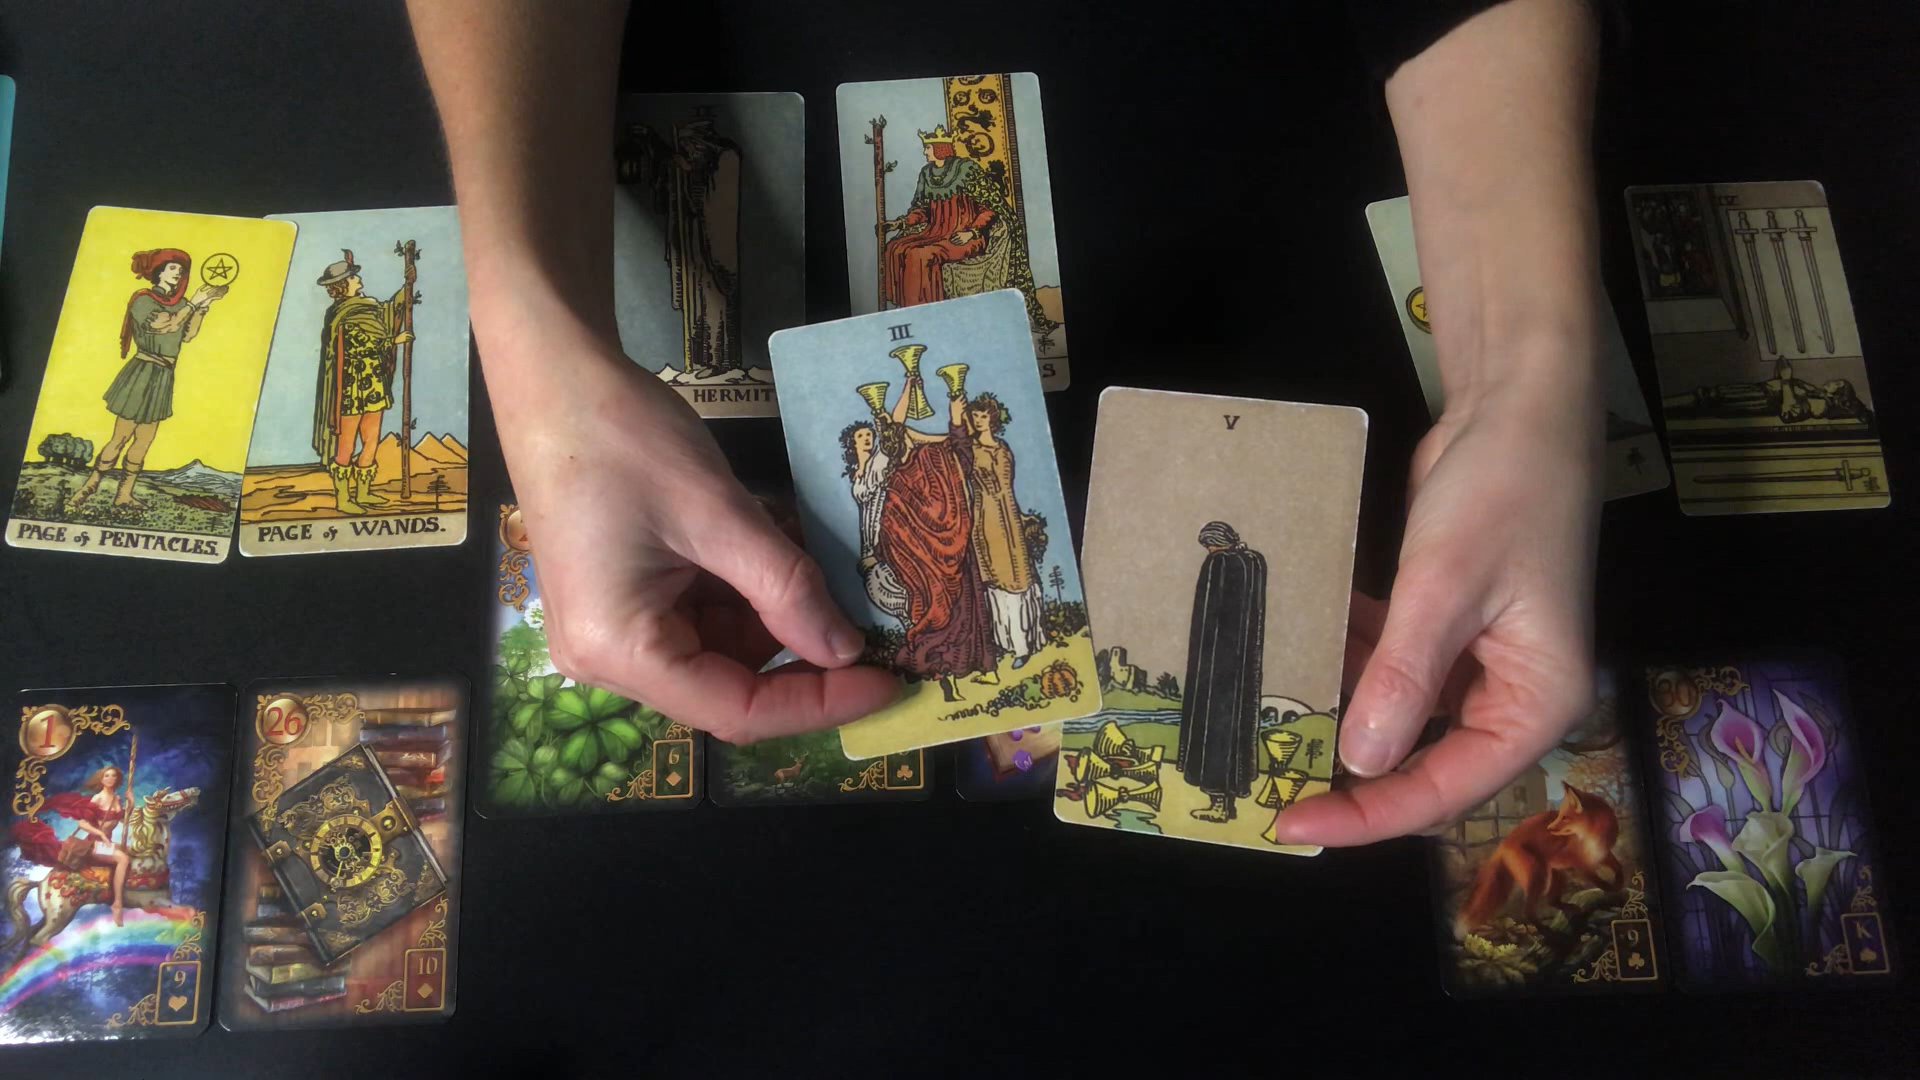 PAGE of PENTACLES.
PAGE of WANDS.
HERMIT
S
III
V
IV
1
9
26
10
6
9
30
K